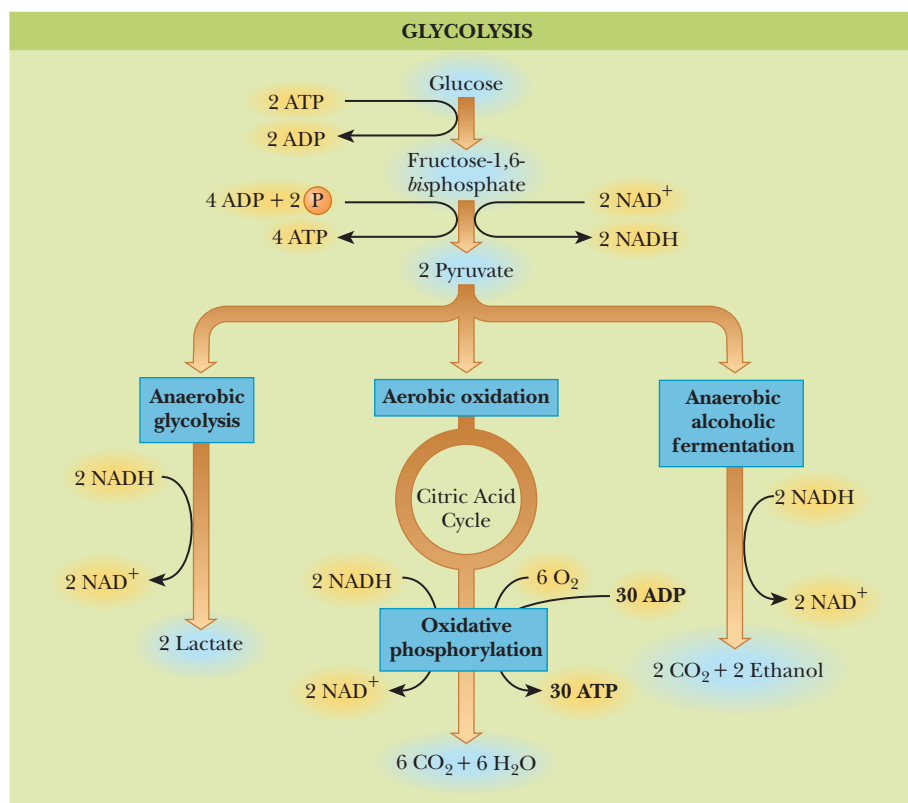 GLYCOLYSIS
Glucose
2 ATP
2 ADP
Fructose-1,6-
bisphosphate
4 ADP + 2 P
4 ATP
2 NAD⁺
2 NADH
2 Pyruvate
Anaerobic
glycolysis
Aerobic oxidation
Anaerobic
alcoholic
fermentation
2 NADH
2 NAD⁺
2 Lactate
Citric Acid
Cycle
2 NADH
6 O₂
30 ADP
Oxidative
phosphorylation
2 NAD⁺
30 ATP
6 CO₂ + 6 H₂O
2 NADH
2 NAD⁺
2 CO₂ + 2 Ethanol